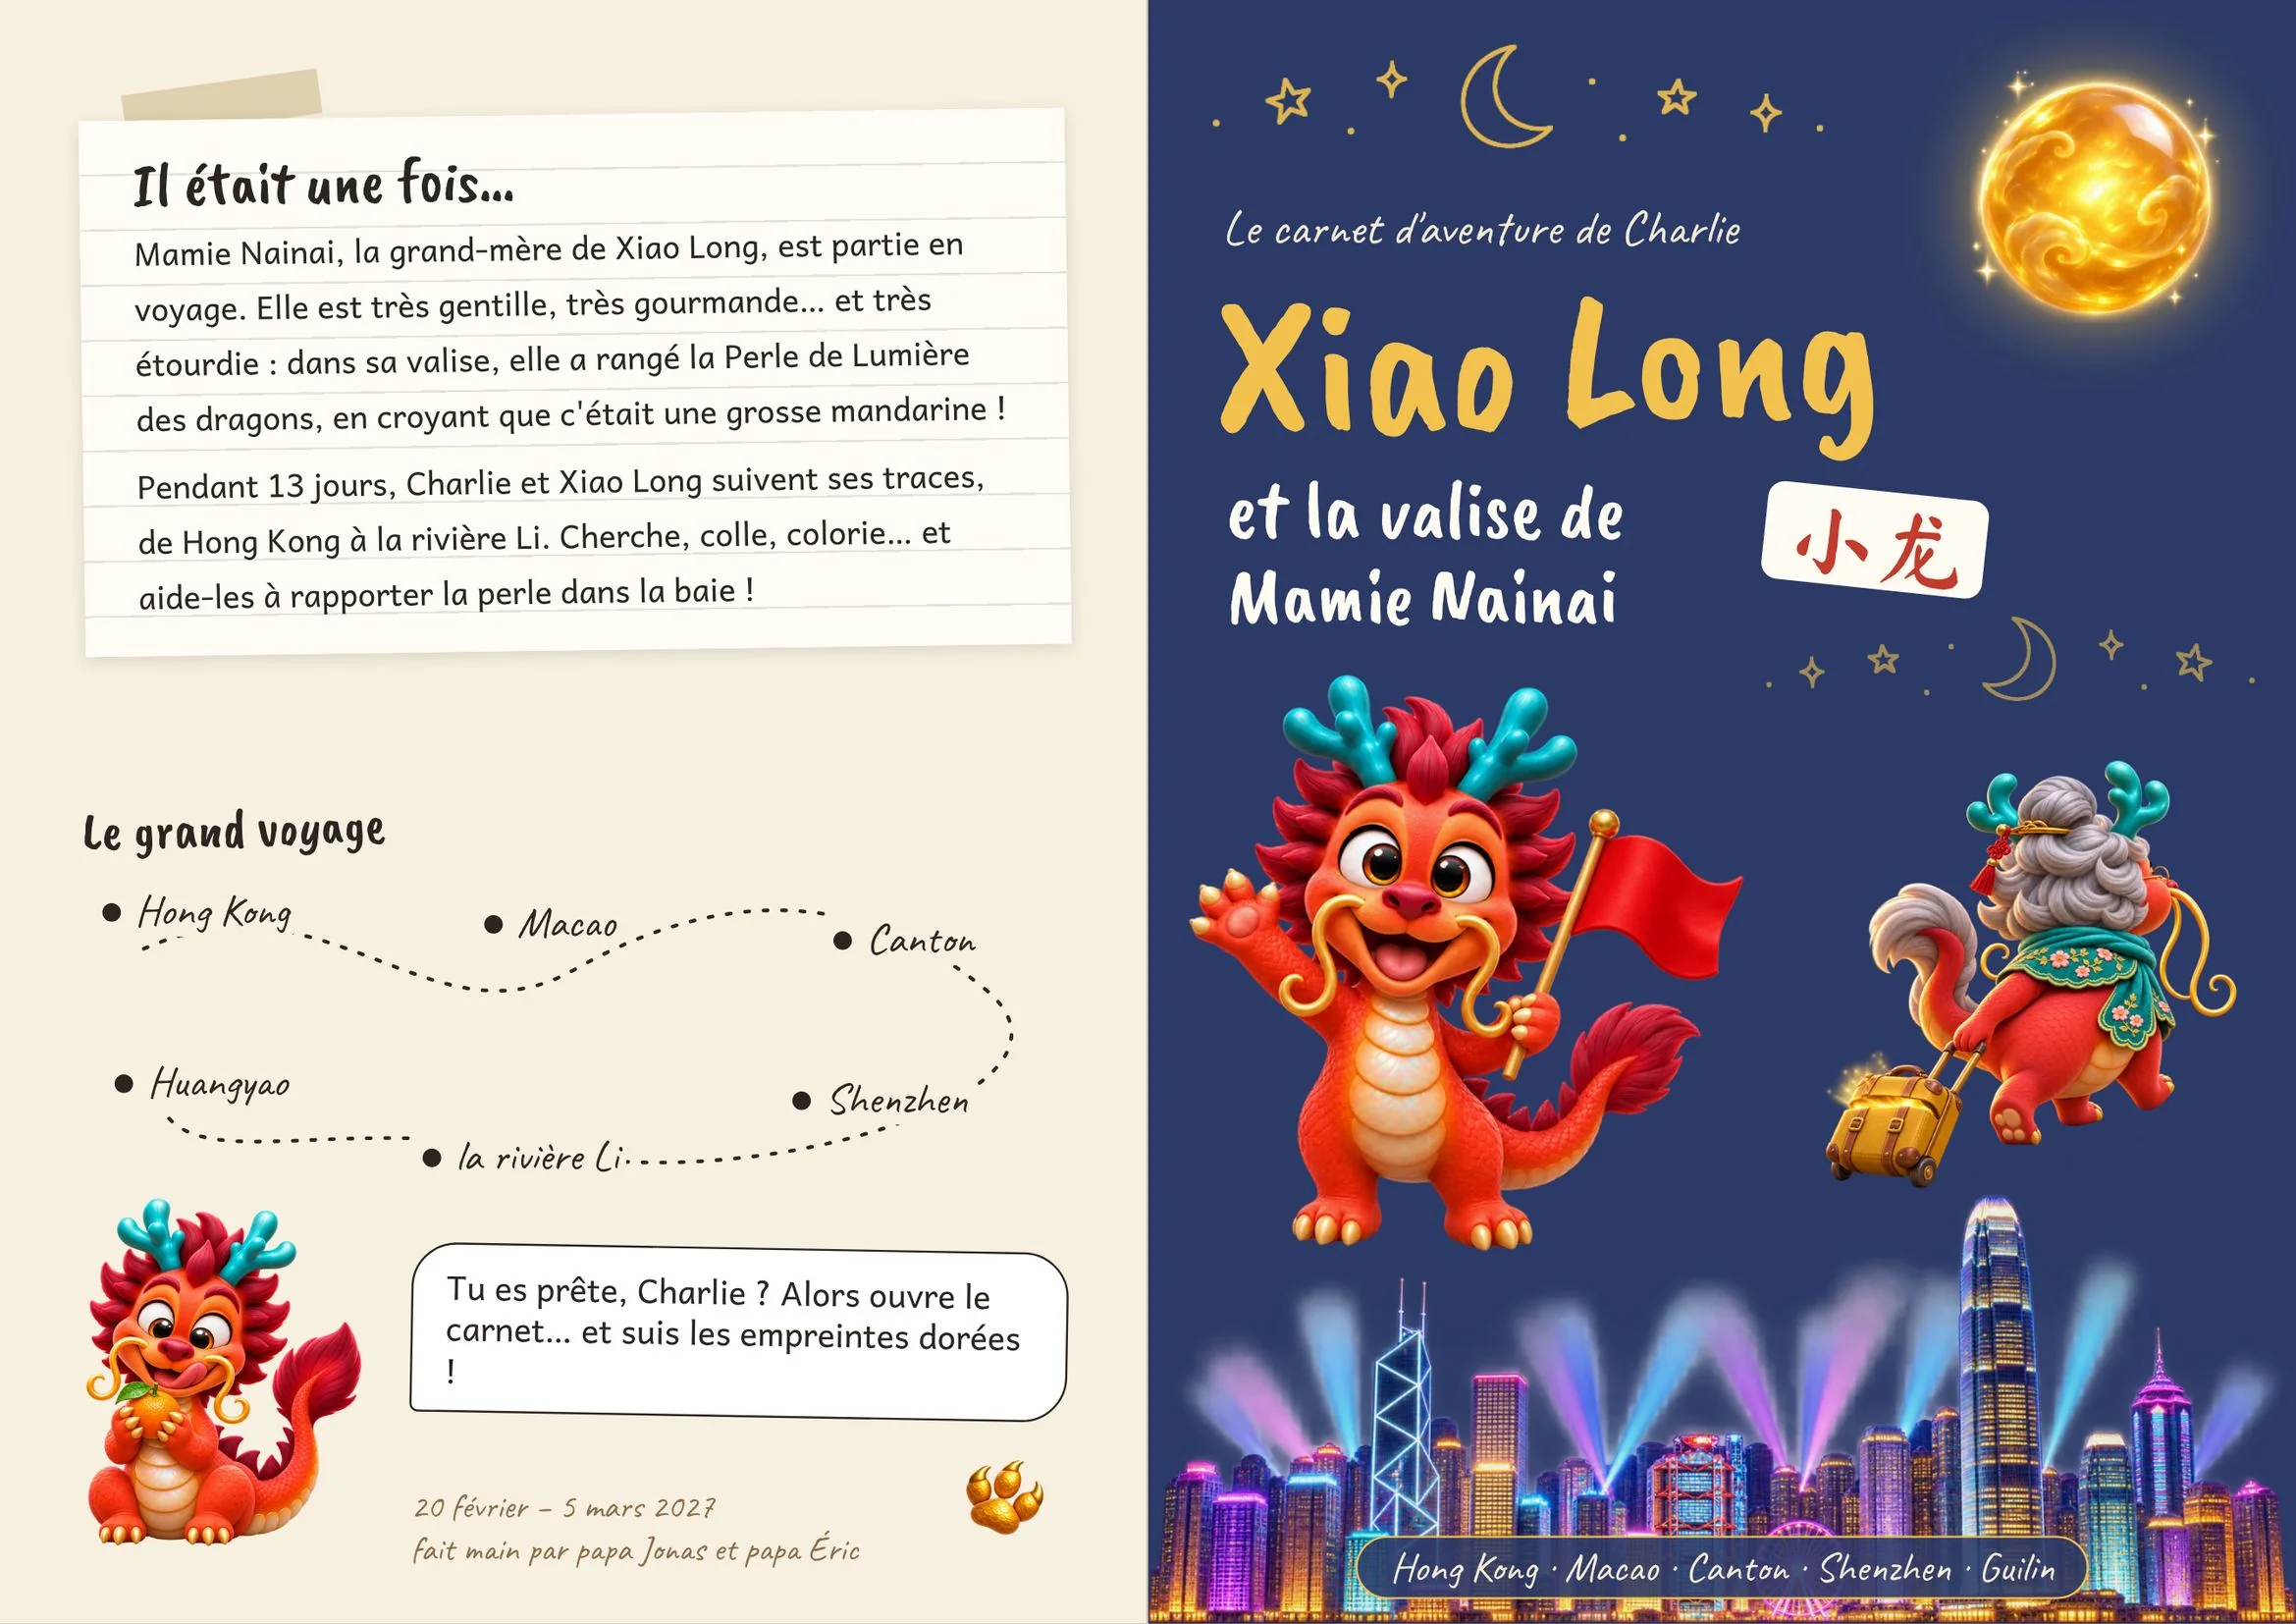 Il était une fois...
Mamie Nainai, la grand-mère de Xiao Long, est partie en
voyage. Elle est très gentille, très gourmande... et très
étourdie : dans sa valise, elle a rangé la Perle de Lumière
des dragons, en croyant que c'était une grosse mandarine !
Pendant 13 jours, Charlie et Xiao Long suivent ses traces,
de Hong Kong à la rivière Li. Cherche, colle, colorie... et
aide-les à rapporter la perle dans la baie !
Le grand voyage
Hong Kong
Macao
Canton
Shenzhen
la rivière Li
Huangyao
Tu es prête, Charlie ? Alors ouvre le
carnet... et suis les empreintes dorées
!
20 février – 5 mars 2027
fait main par papa Jonas et papa Éric
Le carnet d'aventure de Charlie
Xiao Long
et la valise de
Mamie Nainai
小龙
Hong Kong · Macao · Canton · Shenzhen · Guilin